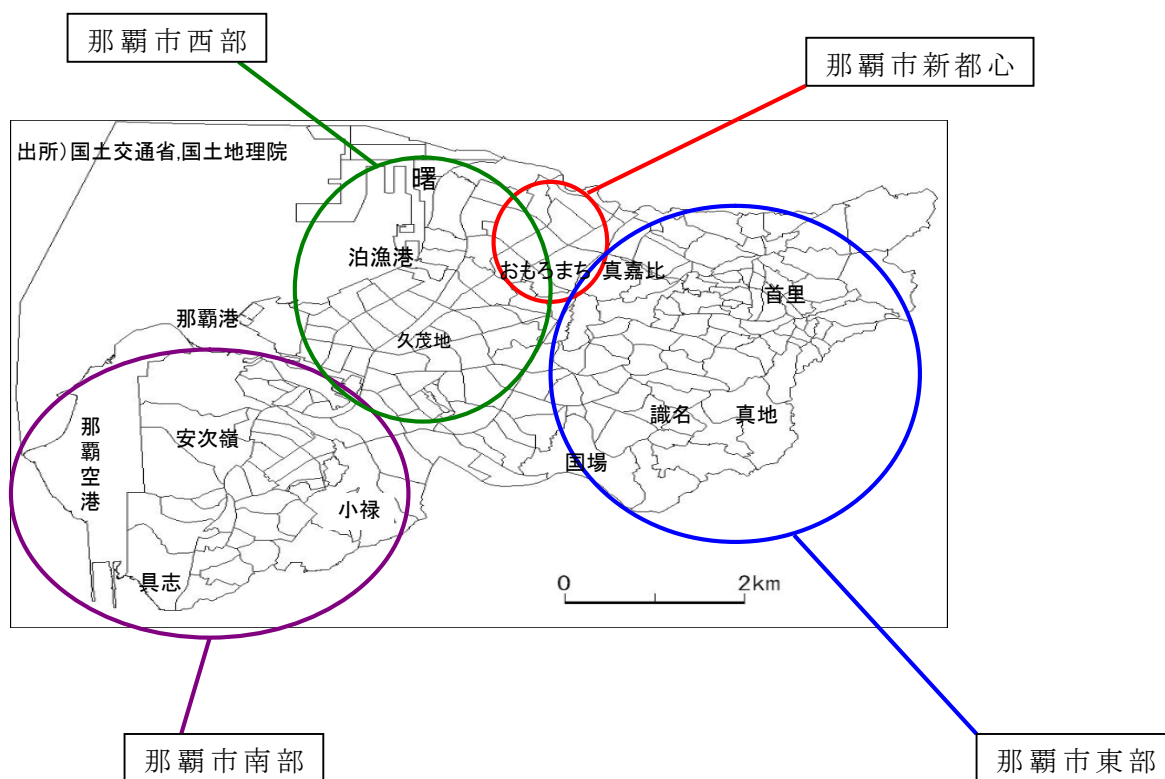 那覇市西部
那覇市新都心
出所)国土交通省,国土地理院
曙
泊漁港
おもろまち
真嘉比
首里
那覇港
久茂地
那覇空港
安次嶺
識名
真地
国場
小禄
具志
0
2km
那覇市南部
那覇市東部